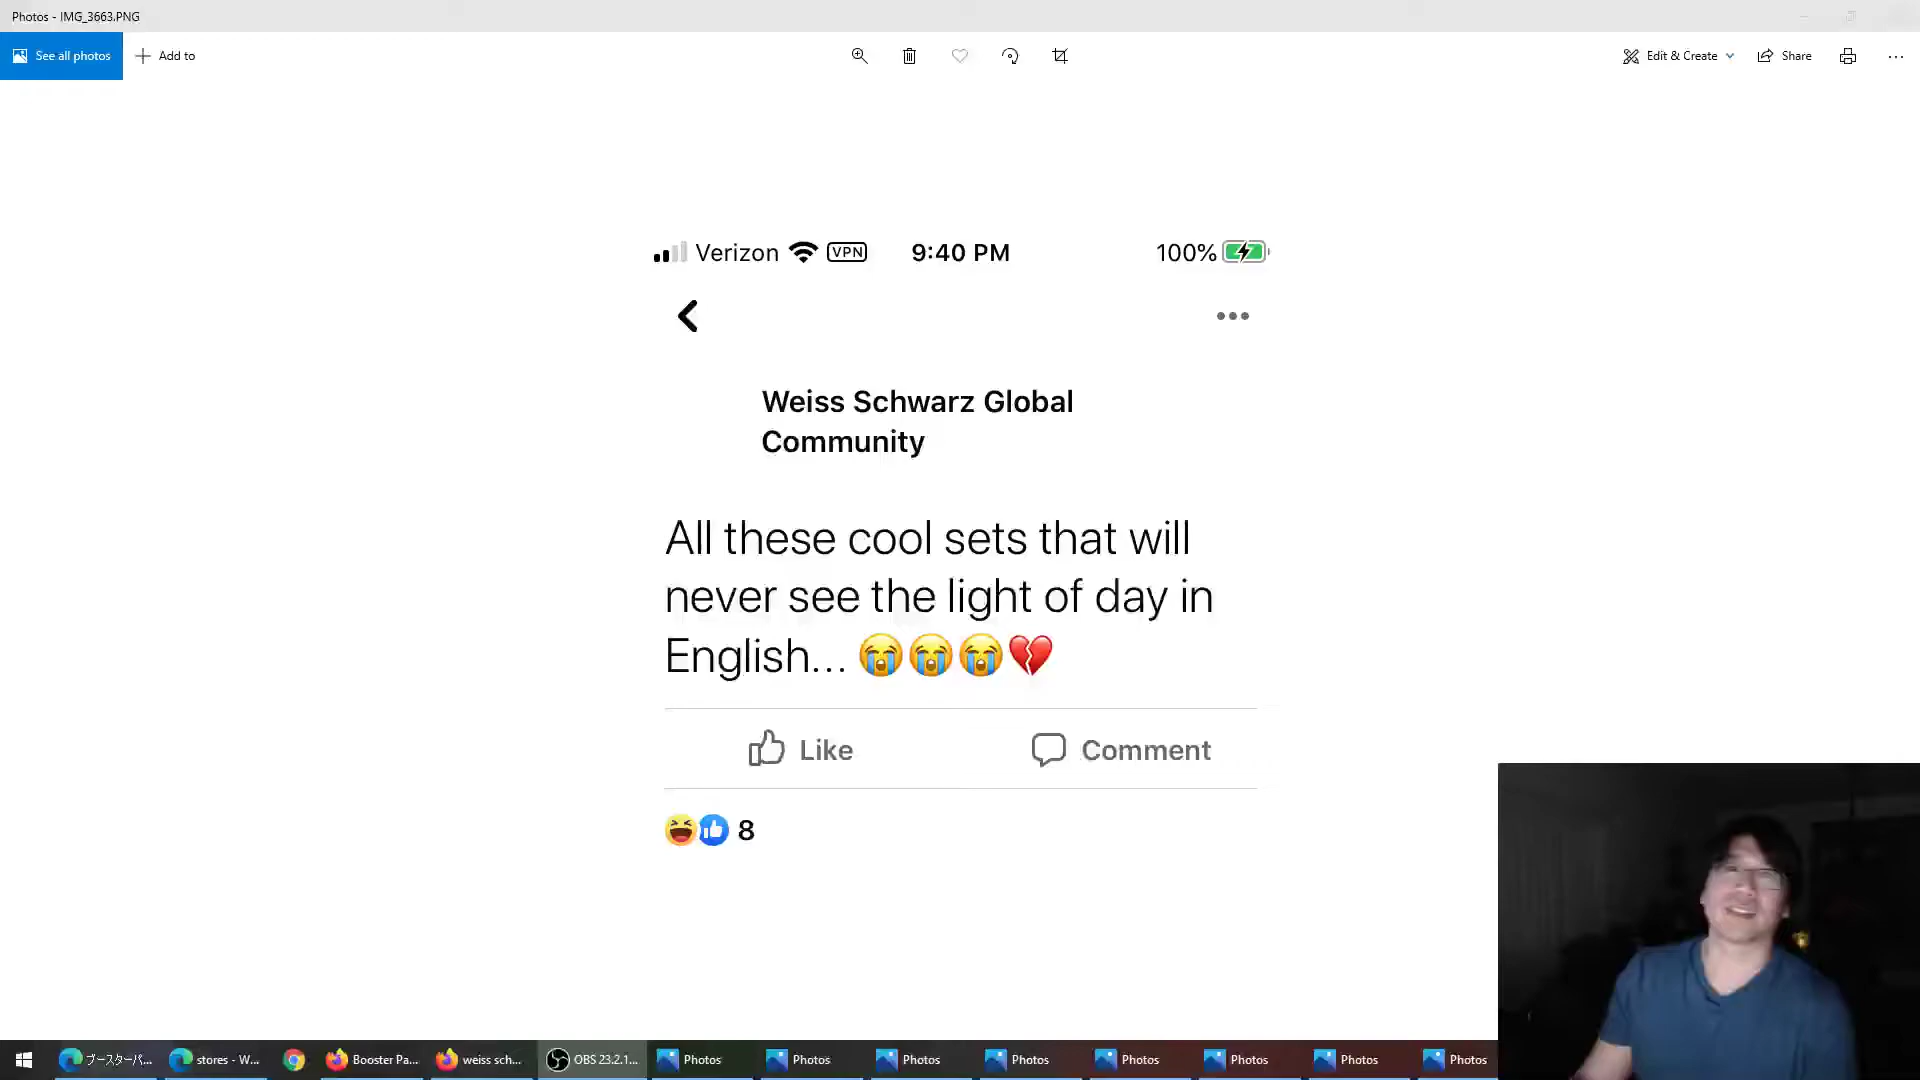 Photos - IMG_3663.PNG
See all photos
Add to
Edit & Create
Share
Verizon VPN 9:40 PM 100%
Weiss Schwarz Global
Community
All these cool sets that will
never see the light of day in
English... 😭😭😭💔
Like
Comment
8
ブースターパ...
stores - W...
Booster Pa...
weiss sch...
OBS 23.2.1...
Photos
Photos
Photos
Photos
Photos
Photos
Photos
Photos